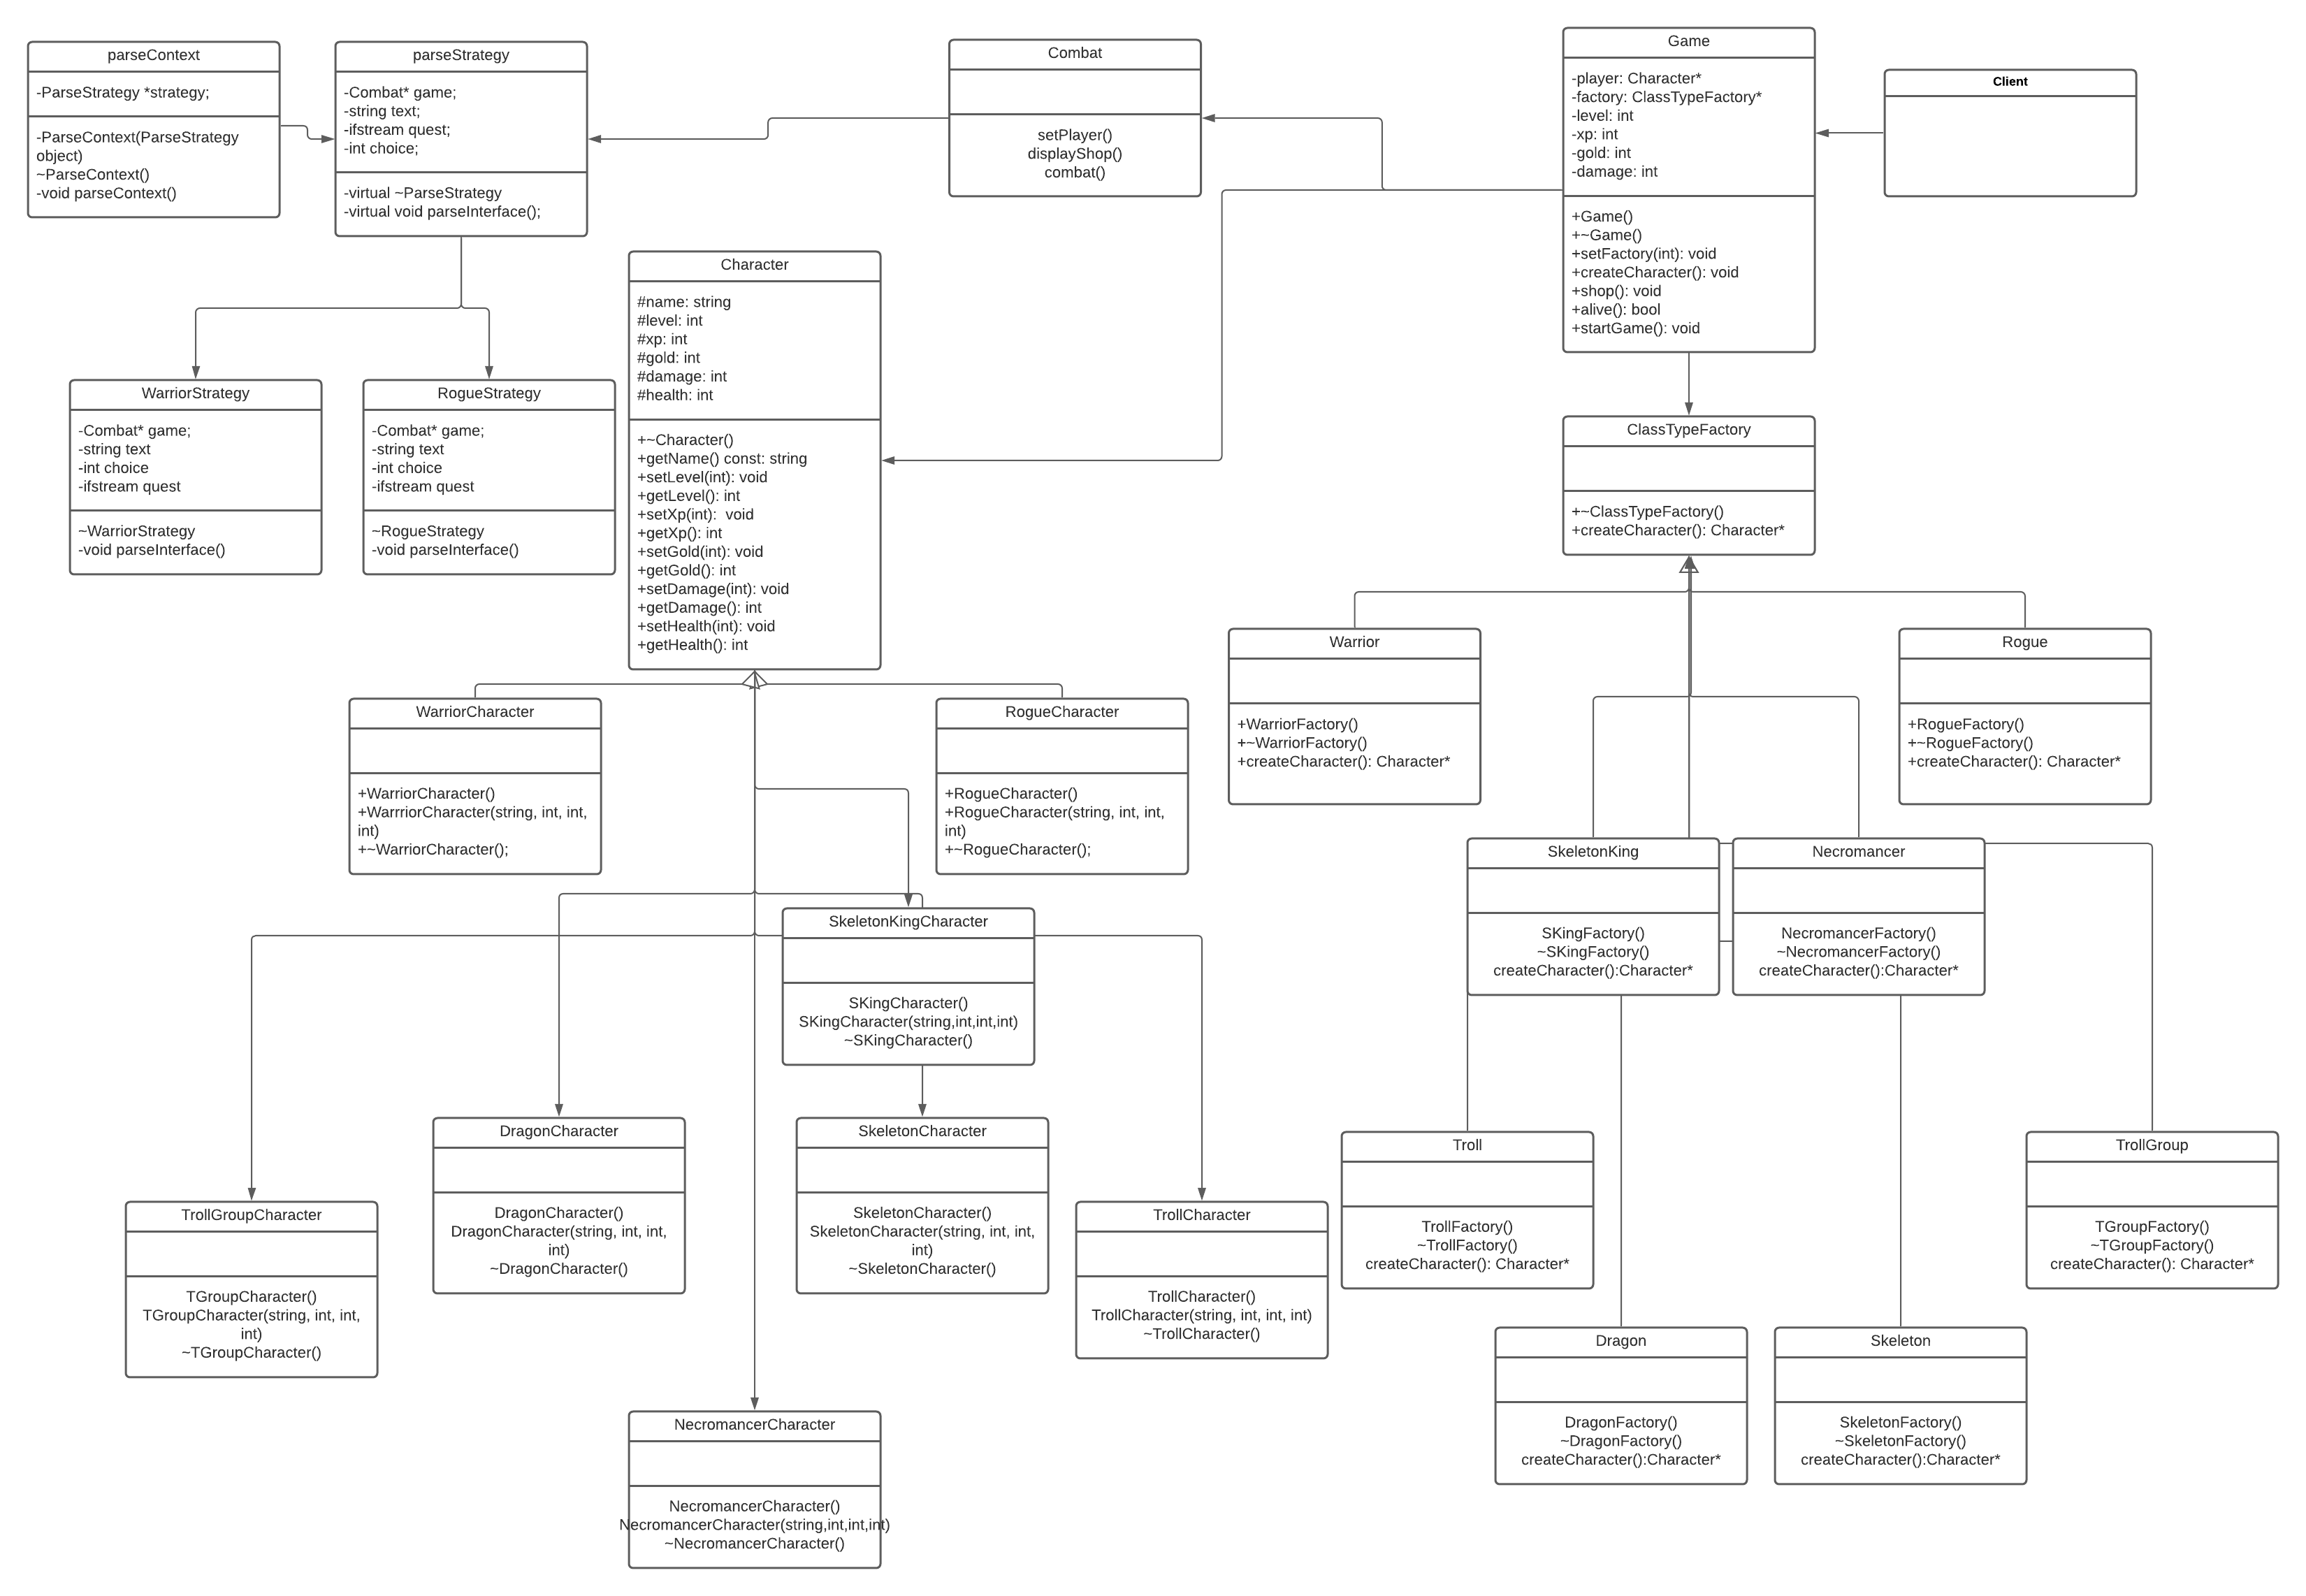 parseContext
-ParseStrategy *strategy;
-ParseContext(ParseStrategy
object)
~ParseContext()
-void parseContext()
parseStrategy
-Combat* game;
-string text;
-ifstream quest;
-int choice;
-virtual ~ParseStrategy
-virtual void parseInterface();
Combat
setPlayer()
displayShop()
combat()
Game
-player: Character*
-factory: ClassTypeFactory*
-level: int
-xp: int
-gold: int
-damage: int
+Game()
+~Game()
+setFactory(int): void
+createCharacter(): void
+shop(): void
+alive(): bool
+startGame(): void
Client
WarriorStrategy
-Combat* game;
-string text
-int choice
-ifstream quest
~WarriorStrategy
-void parseInterface()
RogueStrategy
-Combat* game;
-string text
-int choice
-ifstream quest
~RogueStrategy
-void parseInterface()
Character
#name: string
#level: int
#xp: int
#gold: int
#damage: int
#health: int
+~Character()
+getName() const: string
+setLevel(int): void
+getLevel(): int
+setXp(int):  void
+getXp(): int
+setGold(int): void
+getGold(): int
+setDamage(int): void
+getDamage(): int
+setHealth(int): void
+getHealth(): int
ClassTypeFactory
+~ClassTypeFactory()
+createCharacter(): Character*
Warrior
+WarriorFactory()
+~WarriorFactory()
+createCharacter(): Character*
Rogue
+RogueFactory()
+~RogueFactory()
+createCharacter(): Character*
WarriorCharacter
+WarriorCharacter()
+WarrriorCharacter(string, int, int,
int)
+~WarriorCharacter();
RogueCharacter
+RogueCharacter()
+RogueCharacter(string, int, int,
int)
+~RogueCharacter();
SkeletonKing
SKingFactory()
~SKingFactory()
createCharacter():Character*
Necromancer
NecromancerFactory()
~NecromancerFactory()
createCharacter():Character*
SkeletonKingCharacter
SKingCharacter()
SKingCharacter(string,int,int,int)
~SKingCharacter()
DragonCharacter
DragonCharacter()
DragonCharacter(string, int, int,
int)
~DragonCharacter()
SkeletonCharacter
SkeletonCharacter()
SkeletonCharacter(string, int, int,
int)
~SkeletonCharacter()
Troll
TrollFactory()
~TrollFactory()
createCharacter(): Character*
TrollGroup
TGroupFactory()
~TGroupFactory()
createCharacter(): Character*
TrollGroupCharacter
TGroupCharacter()
TGroupCharacter(string, int, int,
int)
~TGroupCharacter()
TrollCharacter
TrollCharacter()
TrollCharacter(string, int, int, int)
~TrollCharacter()
Dragon
DragonFactory()
~DragonFactory()
createCharacter():Character*
Skeleton
SkeletonFactory()
~SkeletonFactory()
createCharacter():Character*
NecromancerCharacter
NecromancerCharacter()
NecromancerCharacter(string,int,int,int)
~NecromancerCharacter()